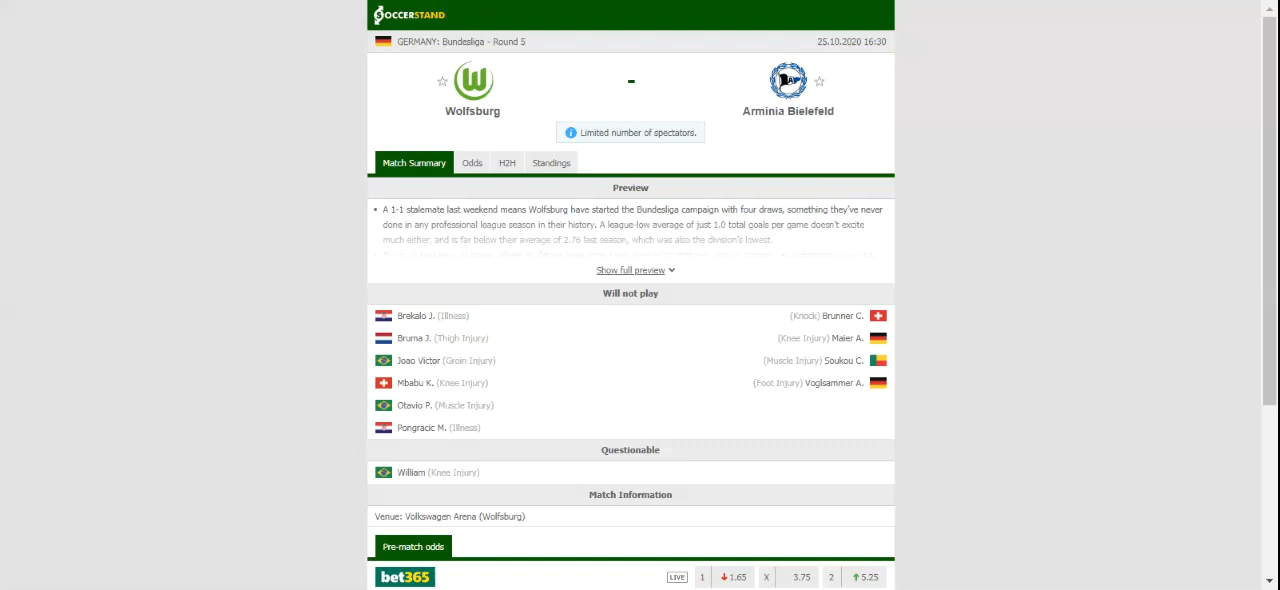 SOCCERSTAND
GERMANY: Bundesliga - Round 5 25.10.2020 16:30
W
-
Wolfsburg Arminia Bielefeld
Limited number of spectators.
Match Summary Odds H2H Standings
Preview
• A 1-1 stalemate last weekend means Wolfsburg have started the Bundesliga campaign with four draws, something they've never
done in any professional league season in their history. A league-low average of just 1.0 total goals per game doesn't excite
much either, and is far below their average of 2.76 last season, which was also the division's lowest.
Show full preview
Will not play
Brekalo J. (Illness) (Knock) Brunner C.
Bruma J. (Thigh Injury) (Knee Injury) Maier A.
Joao Victor (Groin Injury) (Muscle Injury) Soukou C.
Mbabu K. (Knee Injury) (Foot Injury) Voglsammer A.
Otavio P. (Muscle Injury)
Pongracic M. (Illness)
Questionable
William (Knee Injury)
Match Information
Venue: Volkswagen Arena (Wolfsburg)
Pre-match odds
bet365 LIVE 1 1.65 X 3.75 2 5.25